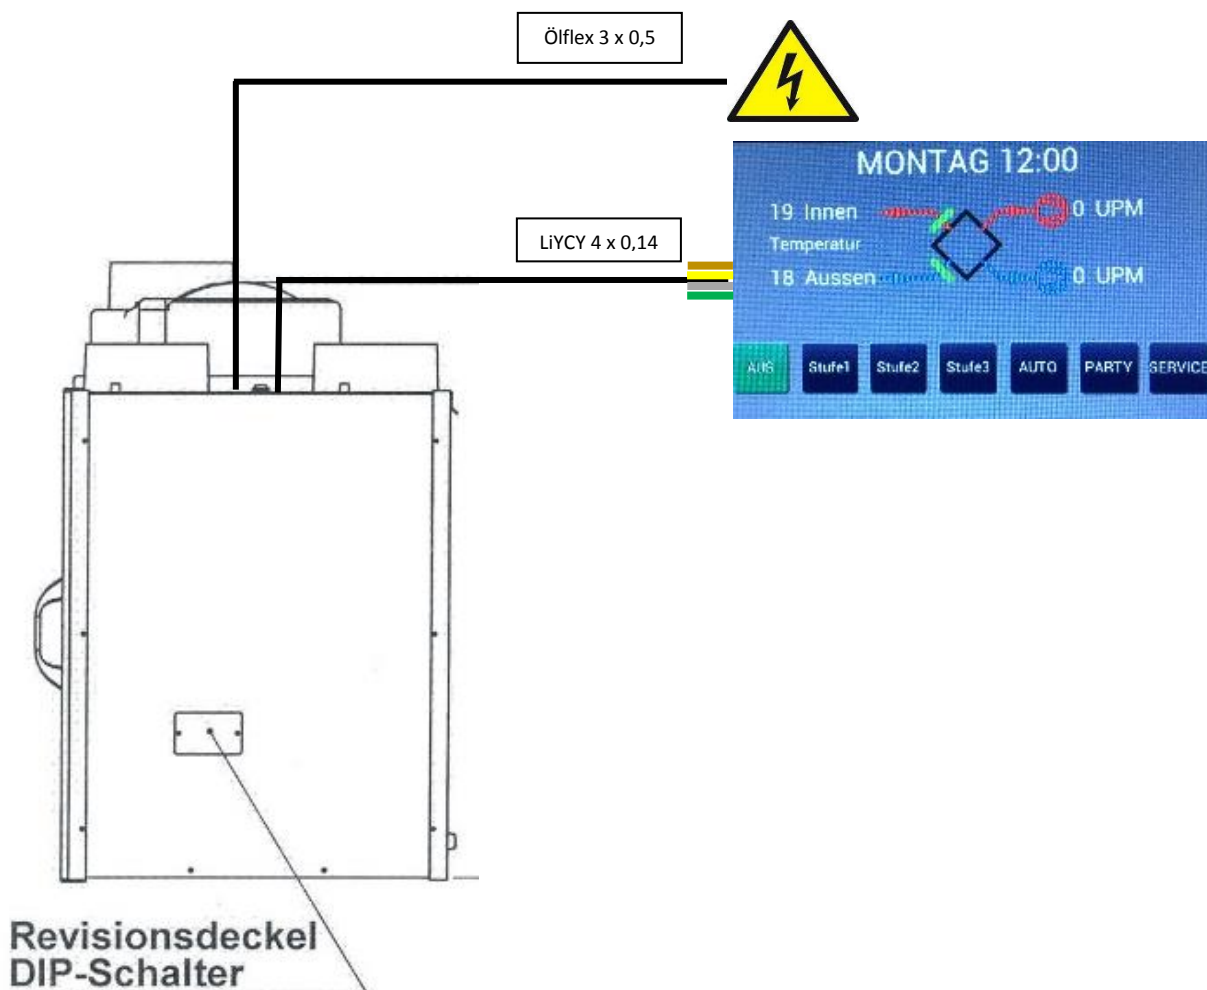 Ölflex 3 x 0,5
MONTAG 12:00
19 Innen
0 UPM
Temperatur
18 Aussen
0 UPM
LiYCY 4 x 0,14
AUS
Stufe1
Stufe2
Stufe3
AUTO
PARTY
SERVICE
Revisionsdeckel
DIP-Schalter